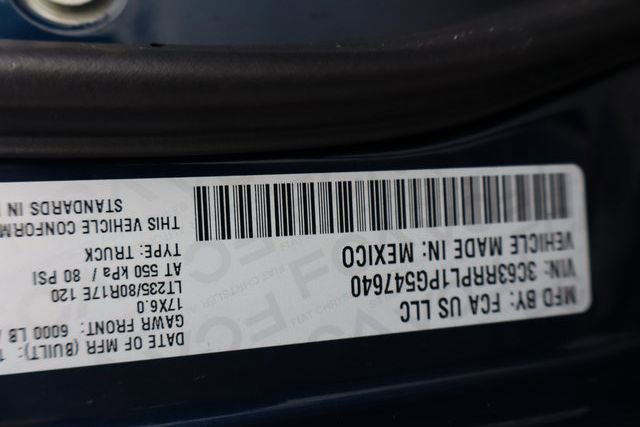 MFD BY: FCA US LLC
DATE OF MFR (BUILT): 1
GAWR FRONT: 6000 LB
17X6.0
LT235/80R17E 120
AT 550 kPa / 80 PSI
VIN: 3C63RRPL1PG547640
TYPE: TRUCK
VEHICLE MADE IN: MEXICO
THIS VEHICLE CONFORM
STANDARDS IN